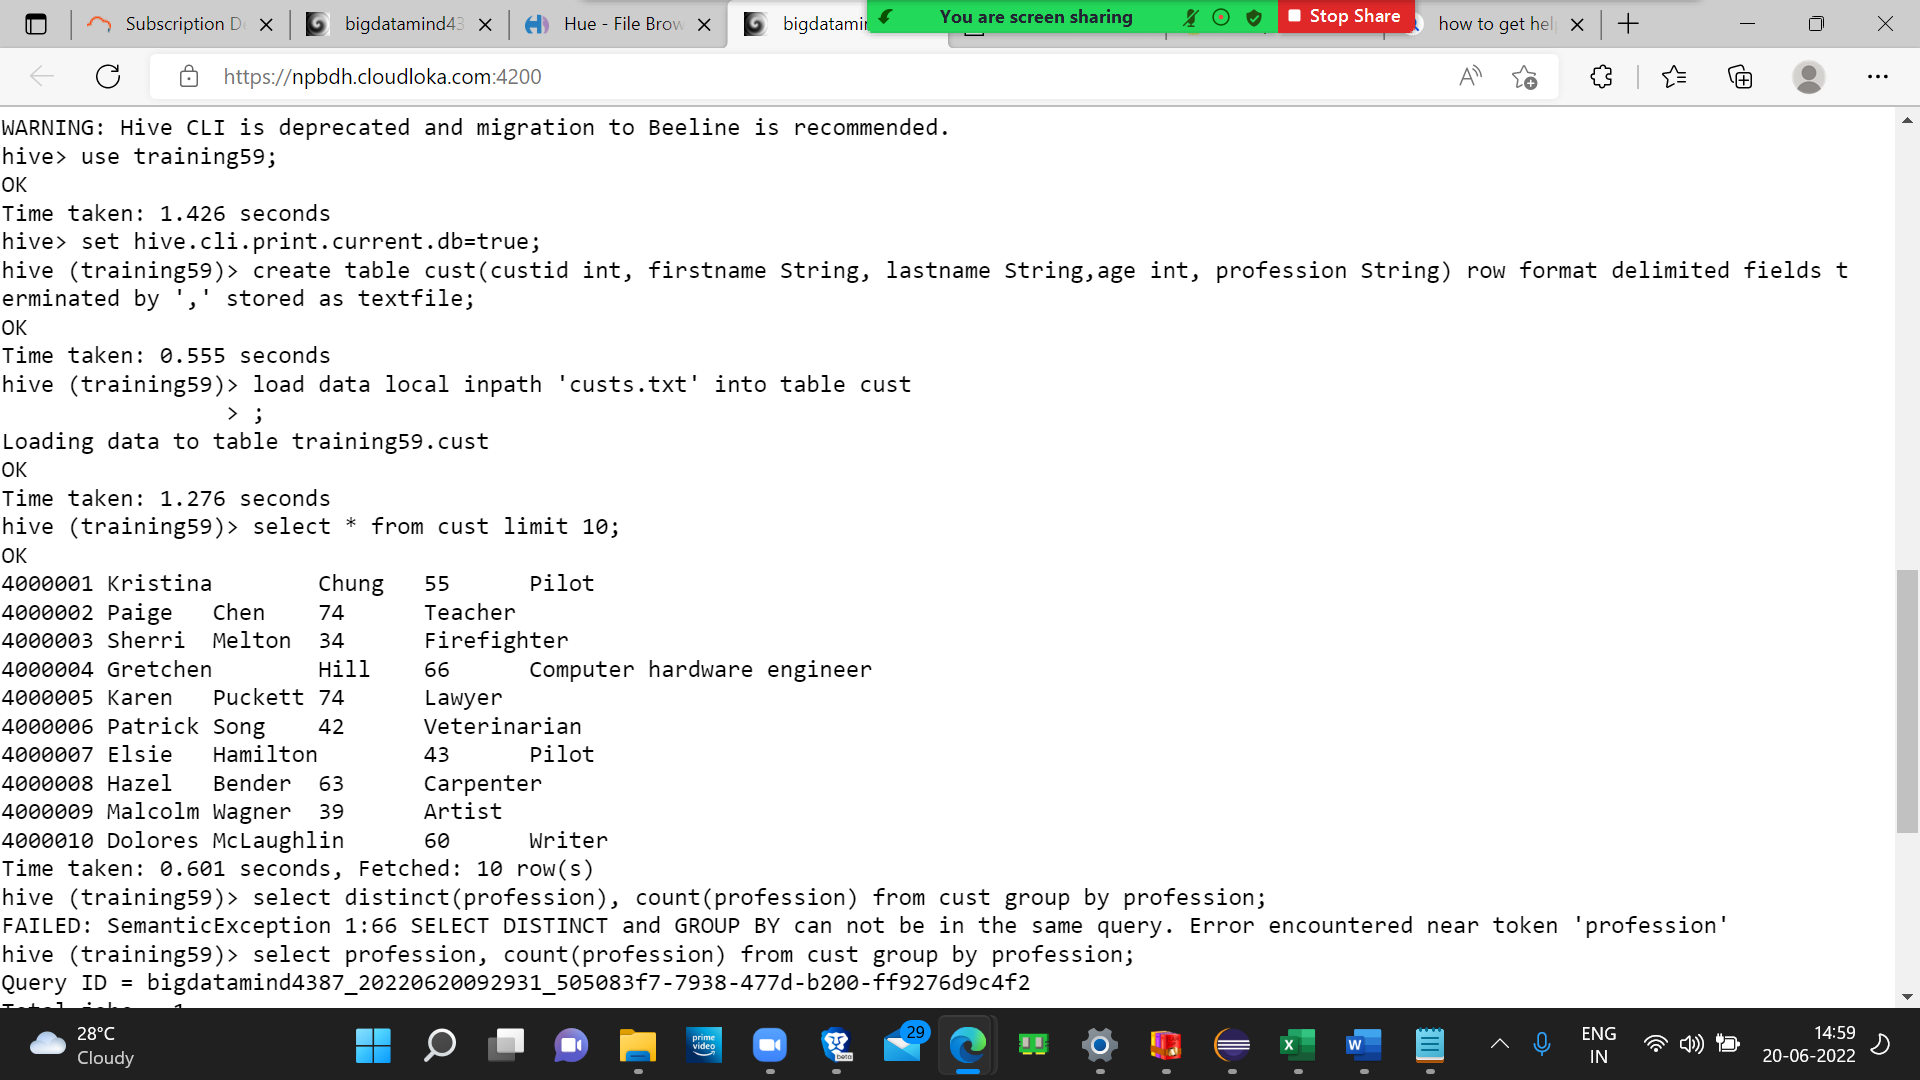 Subscription D
bigdatamind43
Hue - File Brow
bigdatamin
You are screen sharing
Stop Share
how to get hel
https://npbdh.cloudloka.com:4200
WARNING: Hive CLI is deprecated and migration to Beeline is recommended.
hive> use training59;
OK
Time taken: 1.426 seconds
hive> set hive.cli.print.current.db=true;
hive (training59)> create table cust(custid int, firstname String, lastname String,age int, profession String) row format delimited fields t
erminated by ',' stored as textfile;
OK
Time taken: 0.555 seconds
hive (training59)> load data local inpath 'custs.txt' into table cust
> ;
Loading data to table training59.cust
OK
Time taken: 1.276 seconds
hive (training59)> select * from cust limit 10;
OK
4000001 Kristina Chung 55 Pilot
4000002 Paige Chen 74 Teacher
4000003 Sherri Melton 34 Firefighter
4000004 Gretchen Hill 66 Computer hardware engineer
4000005 Karen Puckett 74 Lawyer
4000006 Patrick Song 42 Veterinarian
4000007 Elsie Hamilton 43 Pilot
4000008 Hazel Bender 63 Carpenter
4000009 Malcolm Wagner 39 Artist
4000010 Dolores McLaughlin 60 Writer
Time taken: 0.601 seconds, Fetched: 10 row(s)
hive (training59)> select distinct(profession), count(profession) from cust group by profession;
FAILED: SemanticException 1:66 SELECT DISTINCT and GROUP BY can not be in the same query. Error encountered near token 'profession'
hive (training59)> select profession, count(profession) from cust group by profession;
Query ID = bigdatamind4387_20220620092931_505083f7-7938-477d-b200-ff9276d9c4f2
28°C
Cloudy
prime video
beta
29
ENG
IN
14:59
20-06-2022